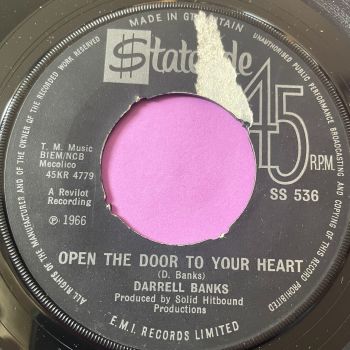 MADE IN GREAT BRITAIN
UNAUTHORISED PUBLIC PERFORMANCE BROADCASTING AND COPYING OF THIS RECORD PROHIBITED
ALL RIGHTS OF THE MANUFACTURER AND OF THE OWNER OF THE RECORDED WORK RESERVED
$tateside
45
R.P.M.
T. M. Music
BIEM/NCB
Mecolico
45KR 4779
SS 536
A Revilot
Recording
℗ 1966
OPEN THE DOOR TO YOUR HEART
(D. Banks)
DARRELL BANKS
Produced by Solid Hitbound
Productions
E.M.I. RECORDS LIMITED